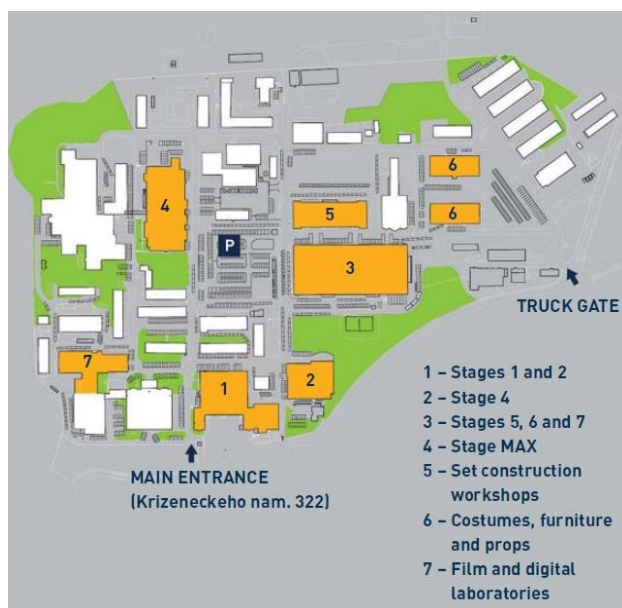 6
4
5
6
P
3
TRUCK GATE
7
1
2
1 – Stages 1 and 2
2 – Stage 4
3 – Stages 5, 6 and 7
4 – Stage MAX
5 – Set construction
workshops
6 – Costumes, furniture
and props
7 – Film and digital
laboratories
MAIN ENTRANCE
(Krizeneckeho nam. 322)